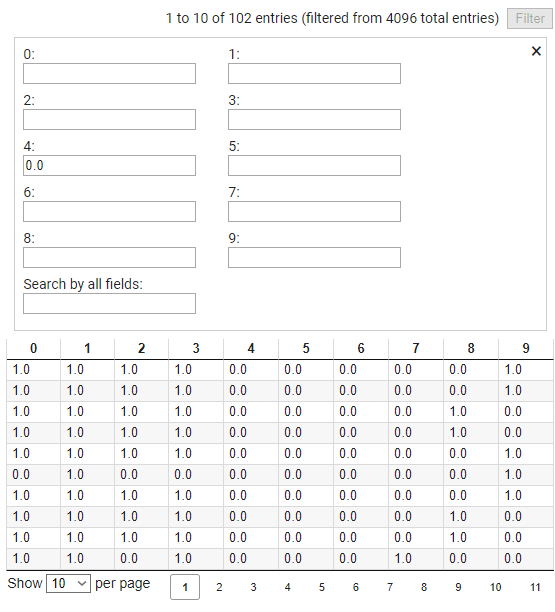 1 to 10 of 102 entries (filtered from 4096 total entries) Filter
0: 1:
2: 3:
4: 5:
0.0
6: 7:
8: 9:
Search by all fields:
0 1 2 3 4 5 6 7 8 9
1.0 1.0 1.0 1.0 0.0 0.0 0.0 0.0 0.0 1.0
1.0 1.0 1.0 1.0 0.0 0.0 0.0 0.0 0.0 1.0
1.0 1.0 1.0 1.0 0.0 0.0 0.0 0.0 1.0 0.0
1.0 1.0 1.0 1.0 0.0 0.0 0.0 0.0 1.0 0.0
1.0 1.0 1.0 1.0 0.0 0.0 0.0 0.0 0.0 1.0
0.0 1.0 0.0 0.0 0.0 0.0 0.0 0.0 0.0 1.0
1.0 1.0 1.0 1.0 0.0 0.0 0.0 0.0 0.0 1.0
1.0 1.0 1.0 1.0 0.0 0.0 0.0 0.0 1.0 0.0
1.0 1.0 1.0 1.0 0.0 0.0 0.0 0.0 1.0 0.0
1.0 1.0 0.0 1.0 0.0 0.0 0.0 1.0 0.0 0.0
Show 10 per page 1 2 3 4 5 6 7 8 9 10 11